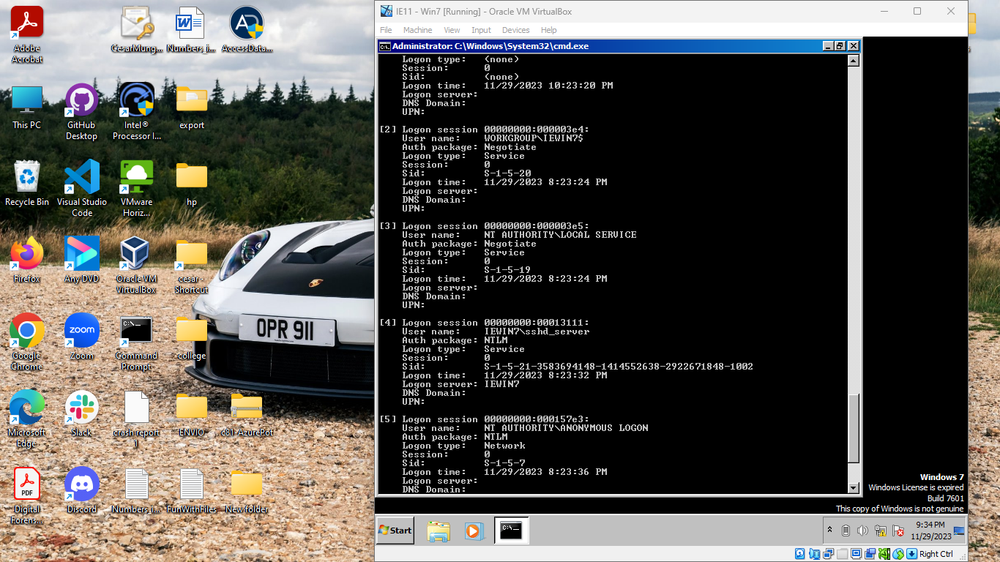 Adobe
Acrobat
CesarMung...
Numbers_i...
AccessData...
This PC
GitHub
Desktop
Intel®
Processor I...
export
Recycle Bin
Visual Studio
Code
VMware
Horiz...
hp
Firefox
Any DVD
Oracle VM
VirtualBox
cesar -
Shortcut
Google
Chrome
zoom
Zoom
Command
Prompt
college
Microsoft
Edge
Slack
crash report
1
ENVIO
c81-AzurePot
PDF
Digital
Forens...
Discord
Numbers_i...
FunWithFiles
New folder
OPR 911
IE11 - Win7 [Running] - Oracle VM VirtualBox
File Machine View Input Devices Help
Administrator: C:\Windows\System32\cmd.exe
Logon type: (none)
Session: 0
Sid: (none)
Logon time: 11/29/2023 10:23:20 PM
Logon server:
DNS Domain:
UPN:
[2] Logon session 00000000:000003e4:
User name: WORKGROUP\IEWIN7$
Auth package: Negotiate
Logon type: Service
Session: 0
Sid: S-1-5-20
Logon time: 11/29/2023 8:23:24 PM
Logon server:
DNS Domain:
UPN:
[3] Logon session 00000000:000003e5:
User name: NT AUTHORITY\LOCAL SERVICE
Auth package: Negotiate
Logon type: Service
Session: 0
Sid: S-1-5-19
Logon time: 11/29/2023 8:23:24 PM
Logon server:
DNS Domain:
UPN:
[4] Logon session 00000000:00013111:
User name: IEWIN7\sshd_server
Auth package: NTLM
Logon type: Service
Session: 0
Sid: S-1-5-21-3583694148-1414552638-2922671848-1002
Logon time: 11/29/2023 8:23:32 PM
Logon server: IEWIN7
DNS Domain:
UPN:
[5] Logon session 00000000:000157e3:
User name: NT AUTHORITY\ANONYMOUS LOGON
Auth package: NTLM
Logon type: Network
Session: 0
Sid: S-1-5-7
Logon time: 11/29/2023 8:23:36 PM
Logon server:
DNS Domain:
Windows 7
Windows License is expired
Build 7601
This copy of Windows is not genuine
Start
9:34 PM
11/29/2023
Right Ctrl